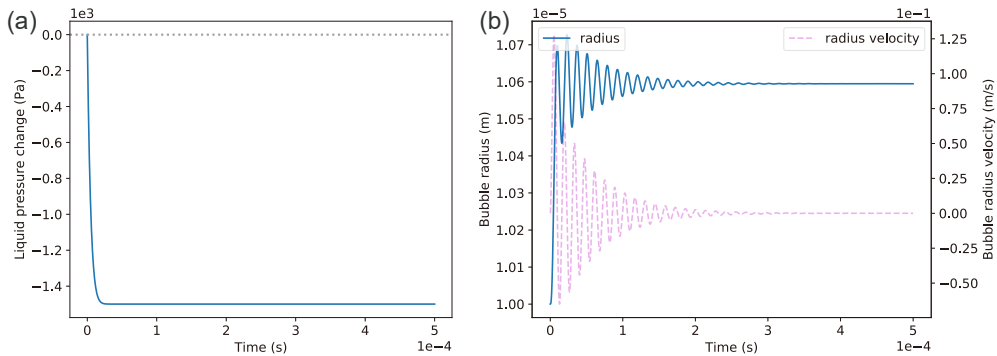 (a)
1e3
0.0
−0.2
−0.4
−0.6
−0.8
−1.0
−1.2
−1.4
Liquid pressure change (Pa)
0
1
2
3
4
5
1e−4
Time (s)
(b)
1e−5
1e−1
radius
radius velocity
1.07
1.06
1.05
1.04
1.03
1.02
1.01
1.00
Bubble radius (m)
1.25
1.00
0.75
0.50
0.25
0.00
−0.25
−0.50
Bubble radius velocity (m/s)
0
1
2
3
4
5
1e−4
Time (s)